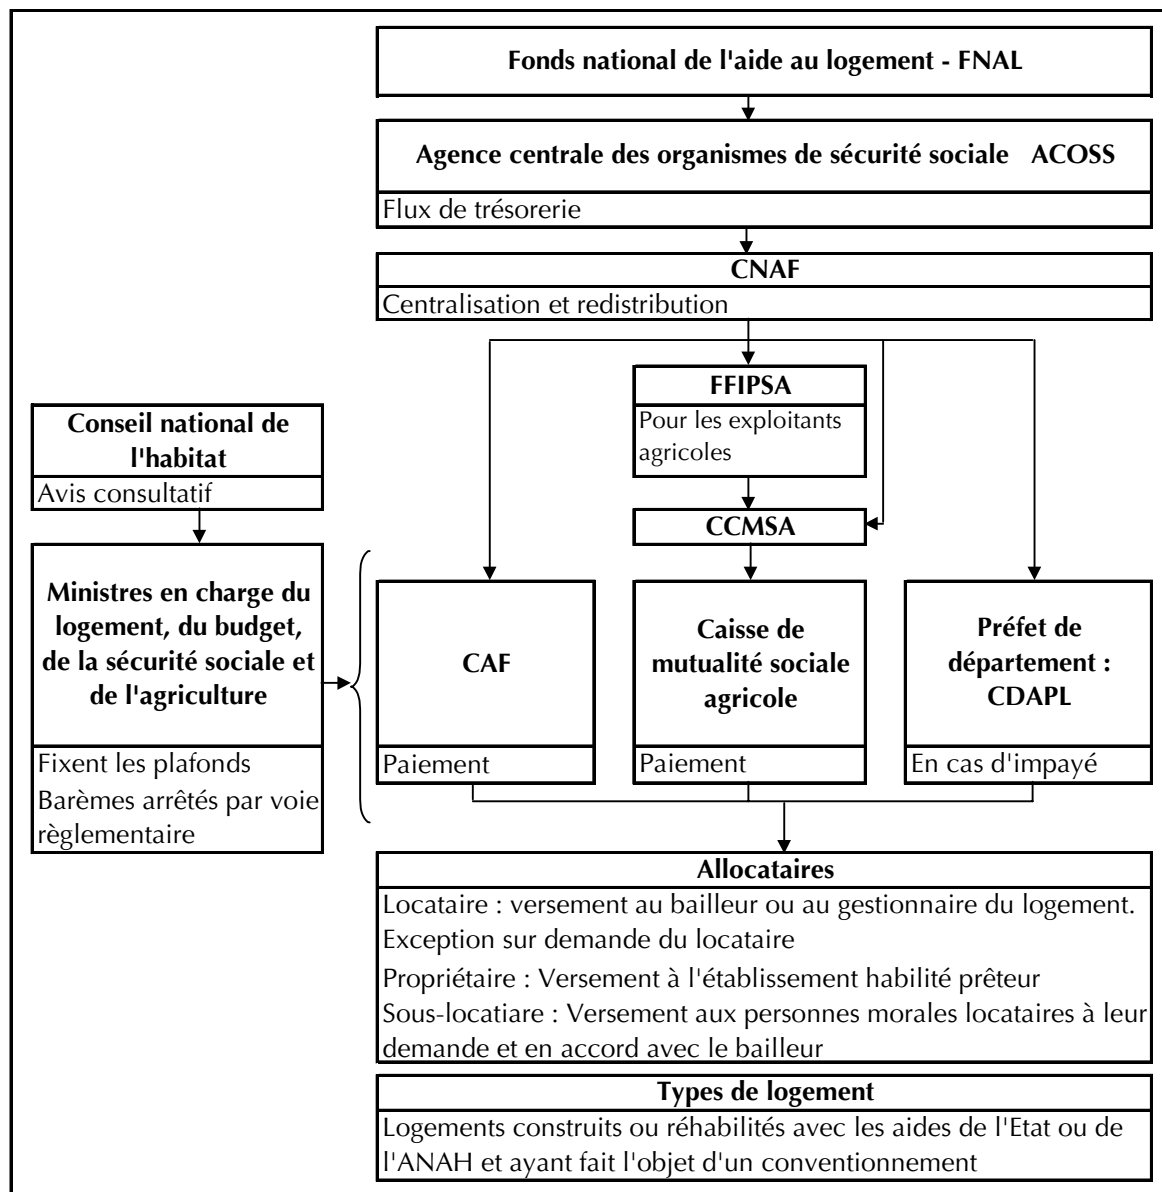 Fonds national de l'aide au logement - FNAL
Agence centrale des organismes de sécurité sociale ACOSS
Flux de trésorerie
CNAF
Centralisation et redistribution
FFIPSA
Pour les exploitants
agricoles
Conseil national de
l'habitat
Avis consultatif
CCMSA
Ministres en charge du
logement, du budget,
de la sécurité sociale et
de l'agriculture
Fixent les plafonds
Barèmes arrêtés par voie
règlementaire
CAF
Paiement
Caisse de
mutualité sociale
agricole
Paiement
Préfet de
département :
CDAPL
En cas d'impayé
Allocataires
Locataire : versement au bailleur ou au gestionnaire du logement.
Exception sur demande du locataire
Propriétaire : Versement à l'établissement habilité prêteur
Sous-locatiare : Versement aux personnes morales locataires à leur
demande et en accord avec le bailleur
Types de logement
Logements construits ou réhabilités avec les aides de l'Etat ou de
l'ANAH et ayant fait l'objet d'un conventionnement